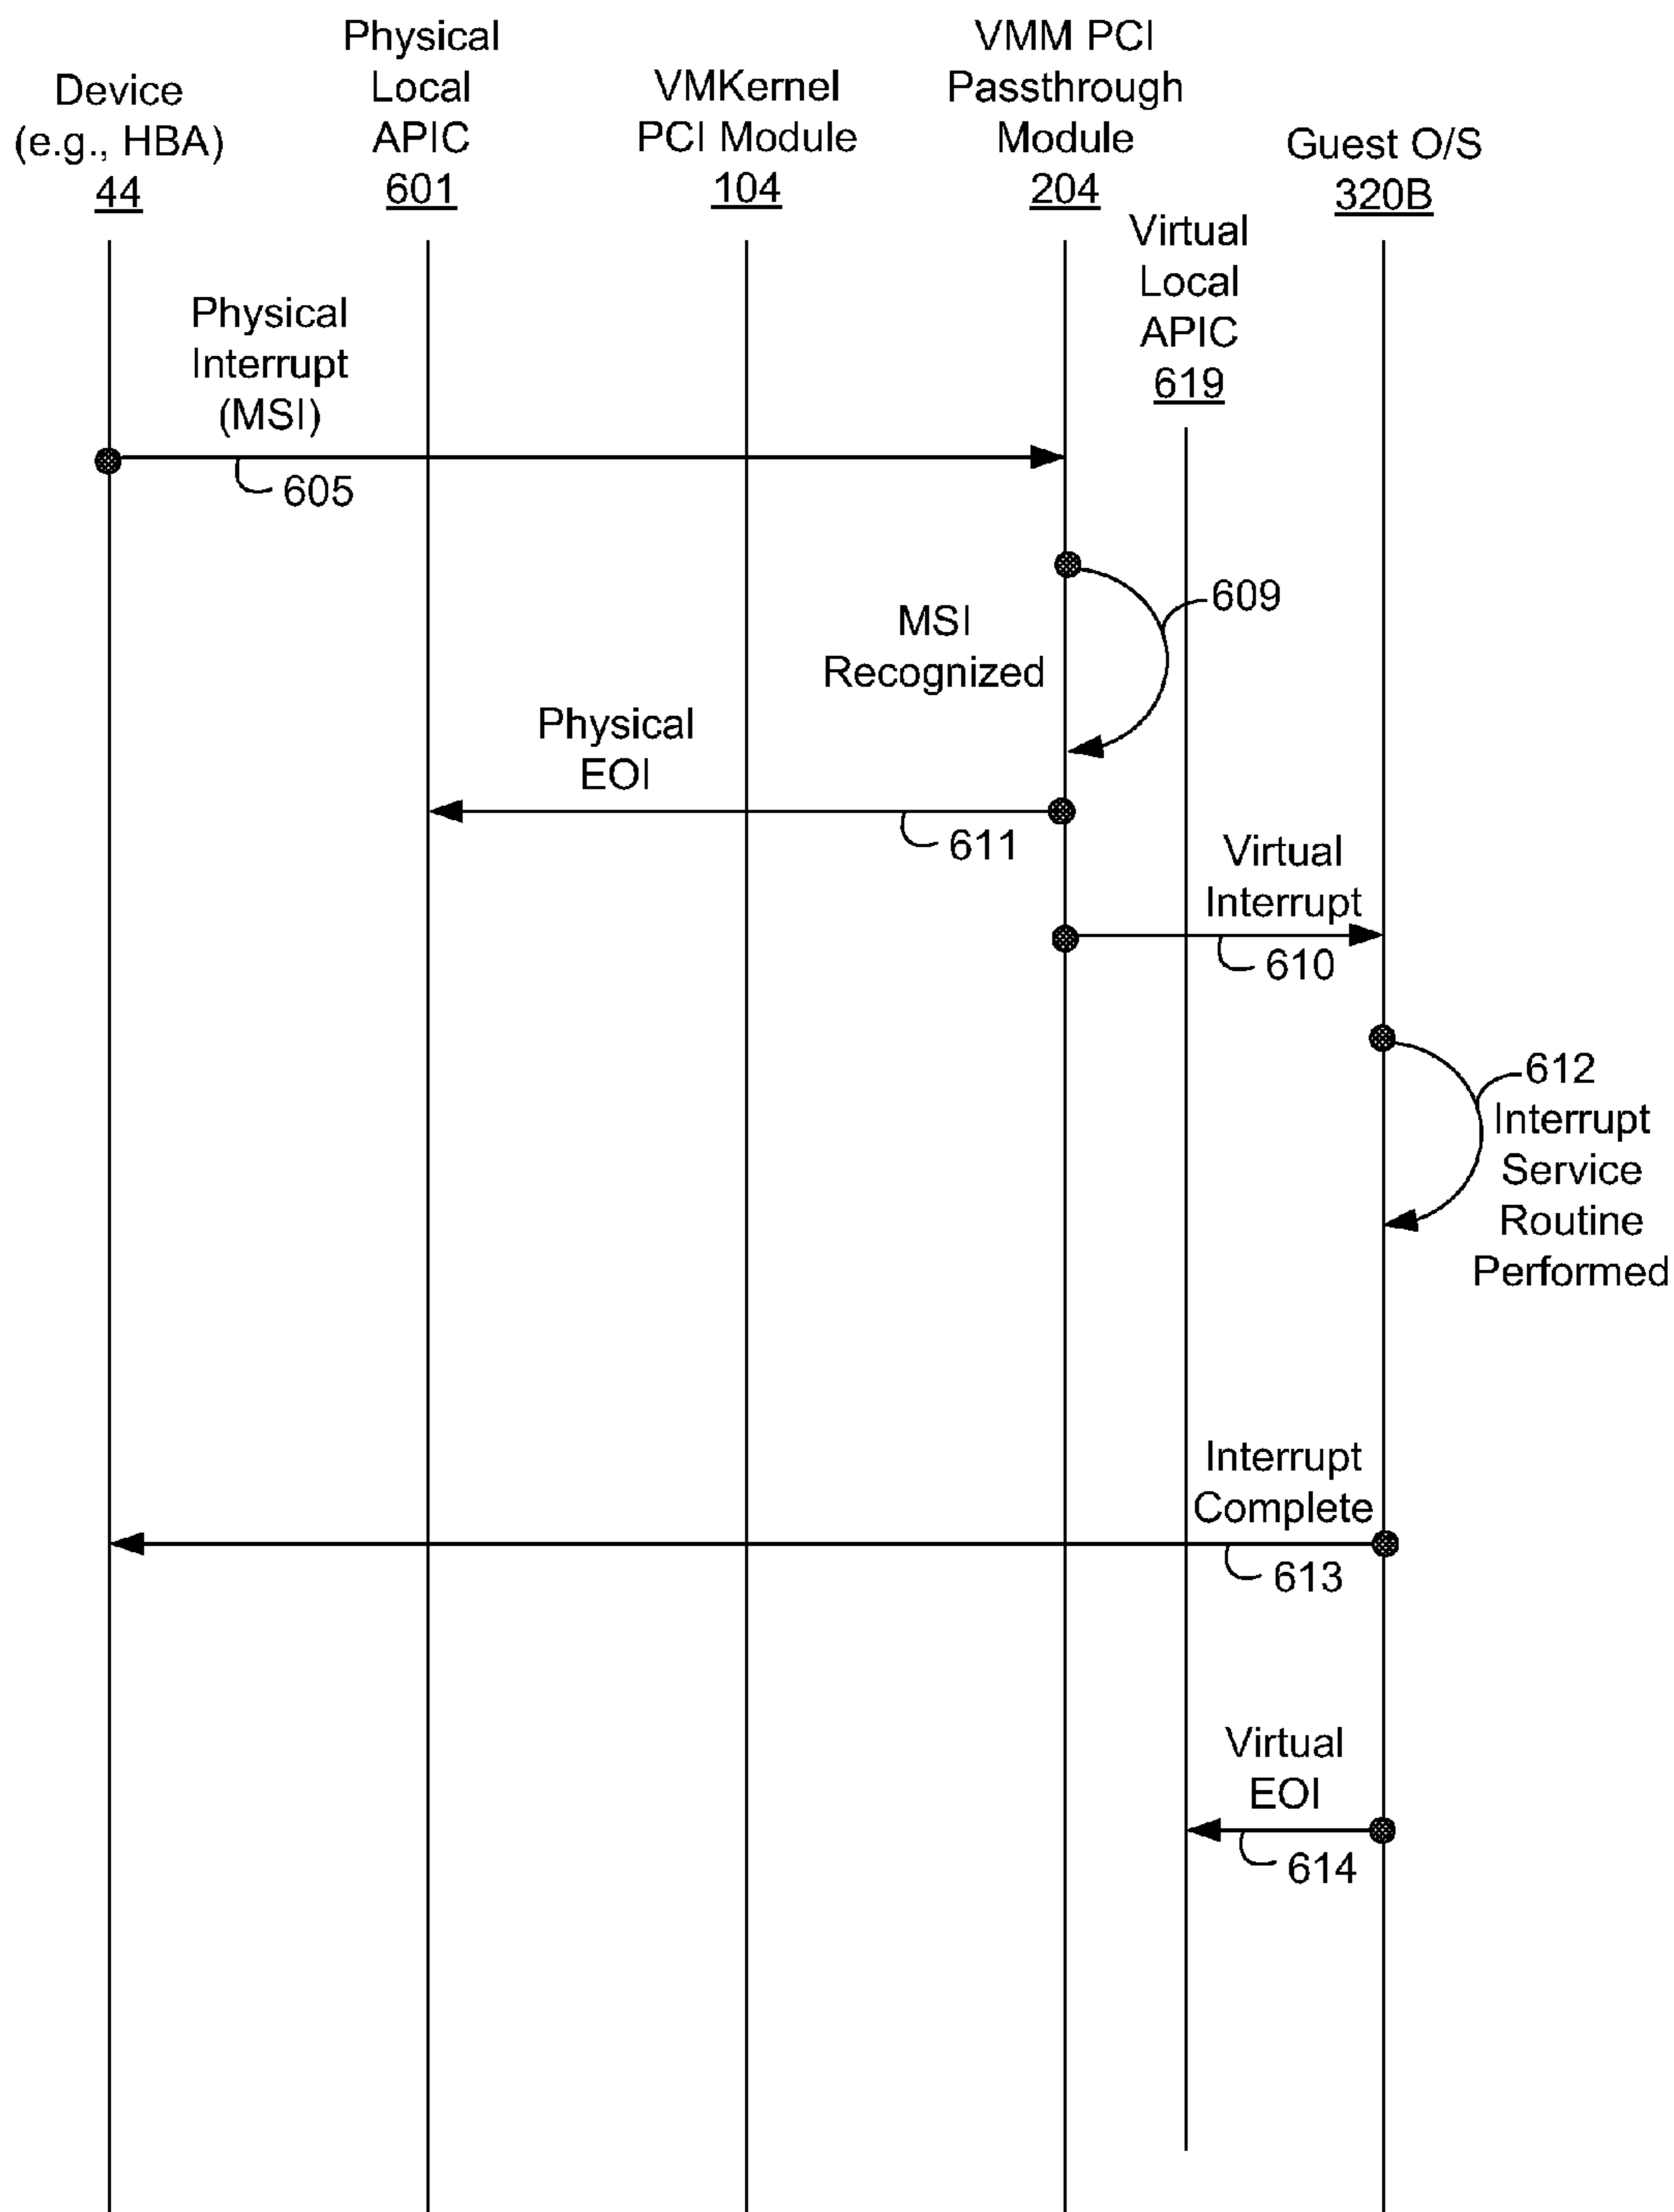 Device
(e.g., HBA)
44
Physical
Local
APIC
601
VMKernel
PCI Module
104
VMM PCI
Passthrough
Module
204
Guest O/S
320B
Virtual
Local
APIC
619
Physical
Interrupt
(MSI)
605
609
MSI
Recognized
Physical
EOI
611
Virtual
Interrupt
610
612
Interrupt
Service
Routine
Performed
Interrupt
Complete
613
Virtual
EOI
614